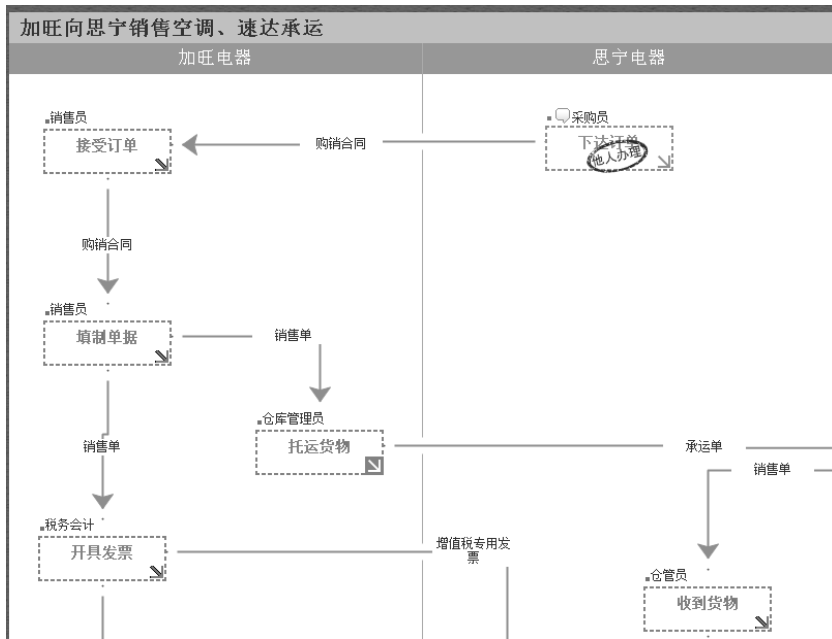 加旺向思宁销售空调、速达承运
加旺电器
思宁电器
销售员
接受订单
购销合同
采购员
下达订单
他人办理
购销合同
销售员
填制单据
销售单
仓库管理员
托运货物
承运单
销售单
销售单
税务会计
开具发票
增值税专用发
票
仓管员
收到货物